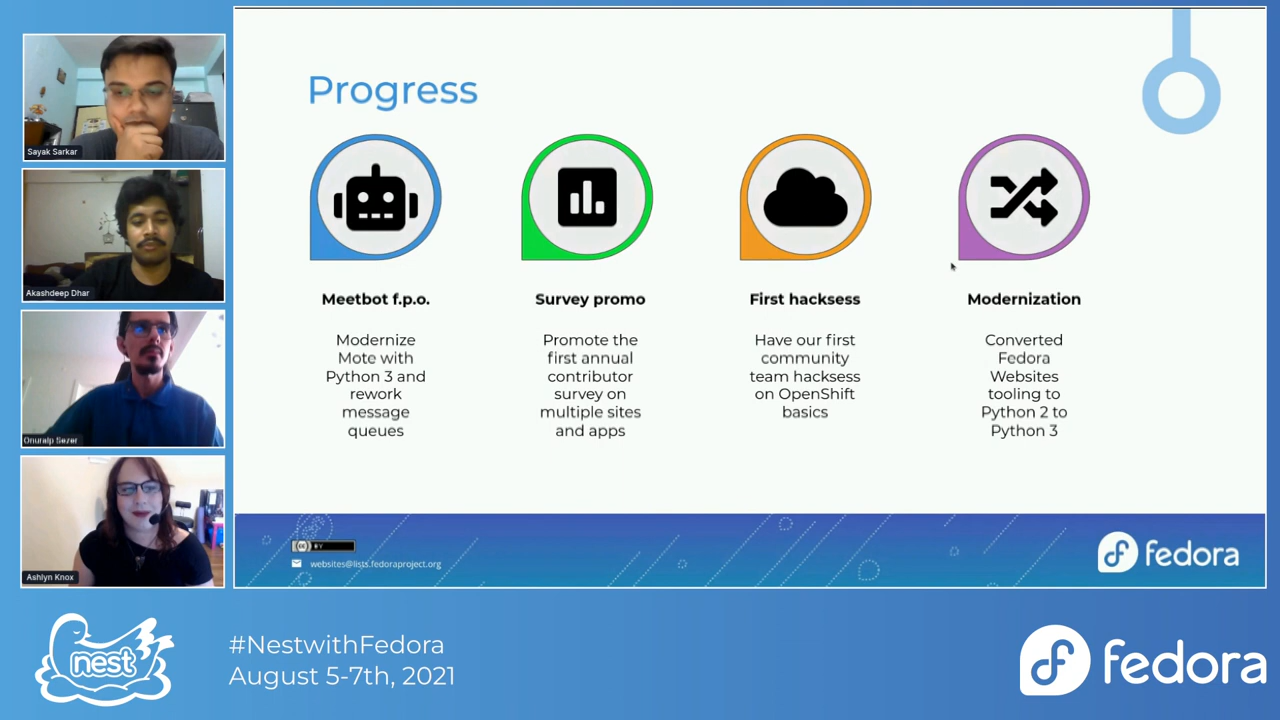 Progress
Meetbot f.p.o.
Modernize
Mote with
Python 3 and
rework
message
queues
Survey promo
Promote the
first annual
contributor
survey on
multiple sites
and apps
First hacksess
Have our first
community
team hacksess
on OpenShift
basics
Modernization
Converted
Fedora
Websites
tooling to
Python 2 to
Python 3
cc BY
websites@lists.fedoraproject.org
fedora
Sayak Sarkar
Akashdeep Dhar
Onuralp Sezer
Ashlyn Knox
nest
#NestwithFedora
August 5-7th, 2021
fedora